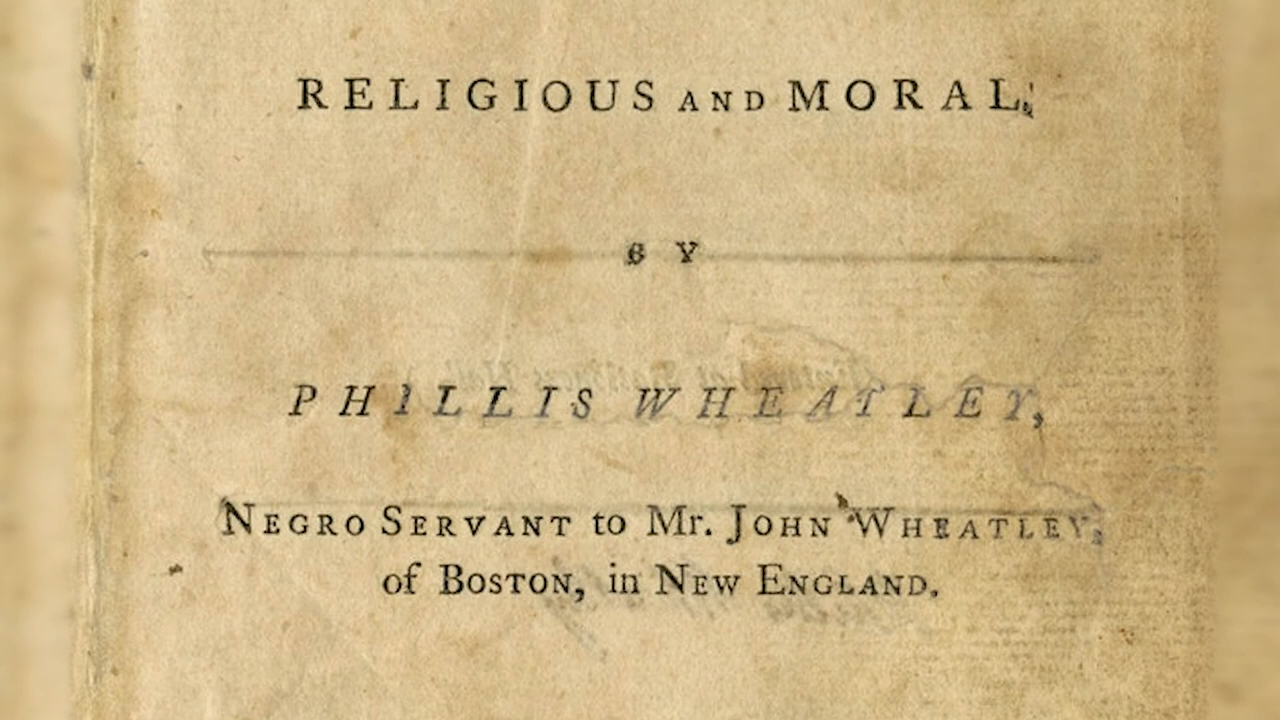 RELIGIOUS AND MORAL,
BY
PHILLIS WHEATLEY,
NEGRO SERVANT to Mr. JOHN WHEATLEY,
of BOSTON, in NEW ENGLAND.